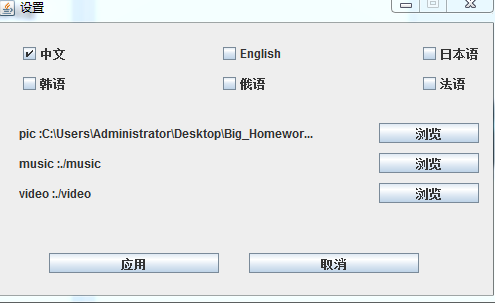 设置
中文 English 日本语
韩语 俄语 法语
pic :C:\Users\Administrator\Desktop\Big_Homewor... 浏览
music :./music 浏览
video :./video 浏览
应用 取消